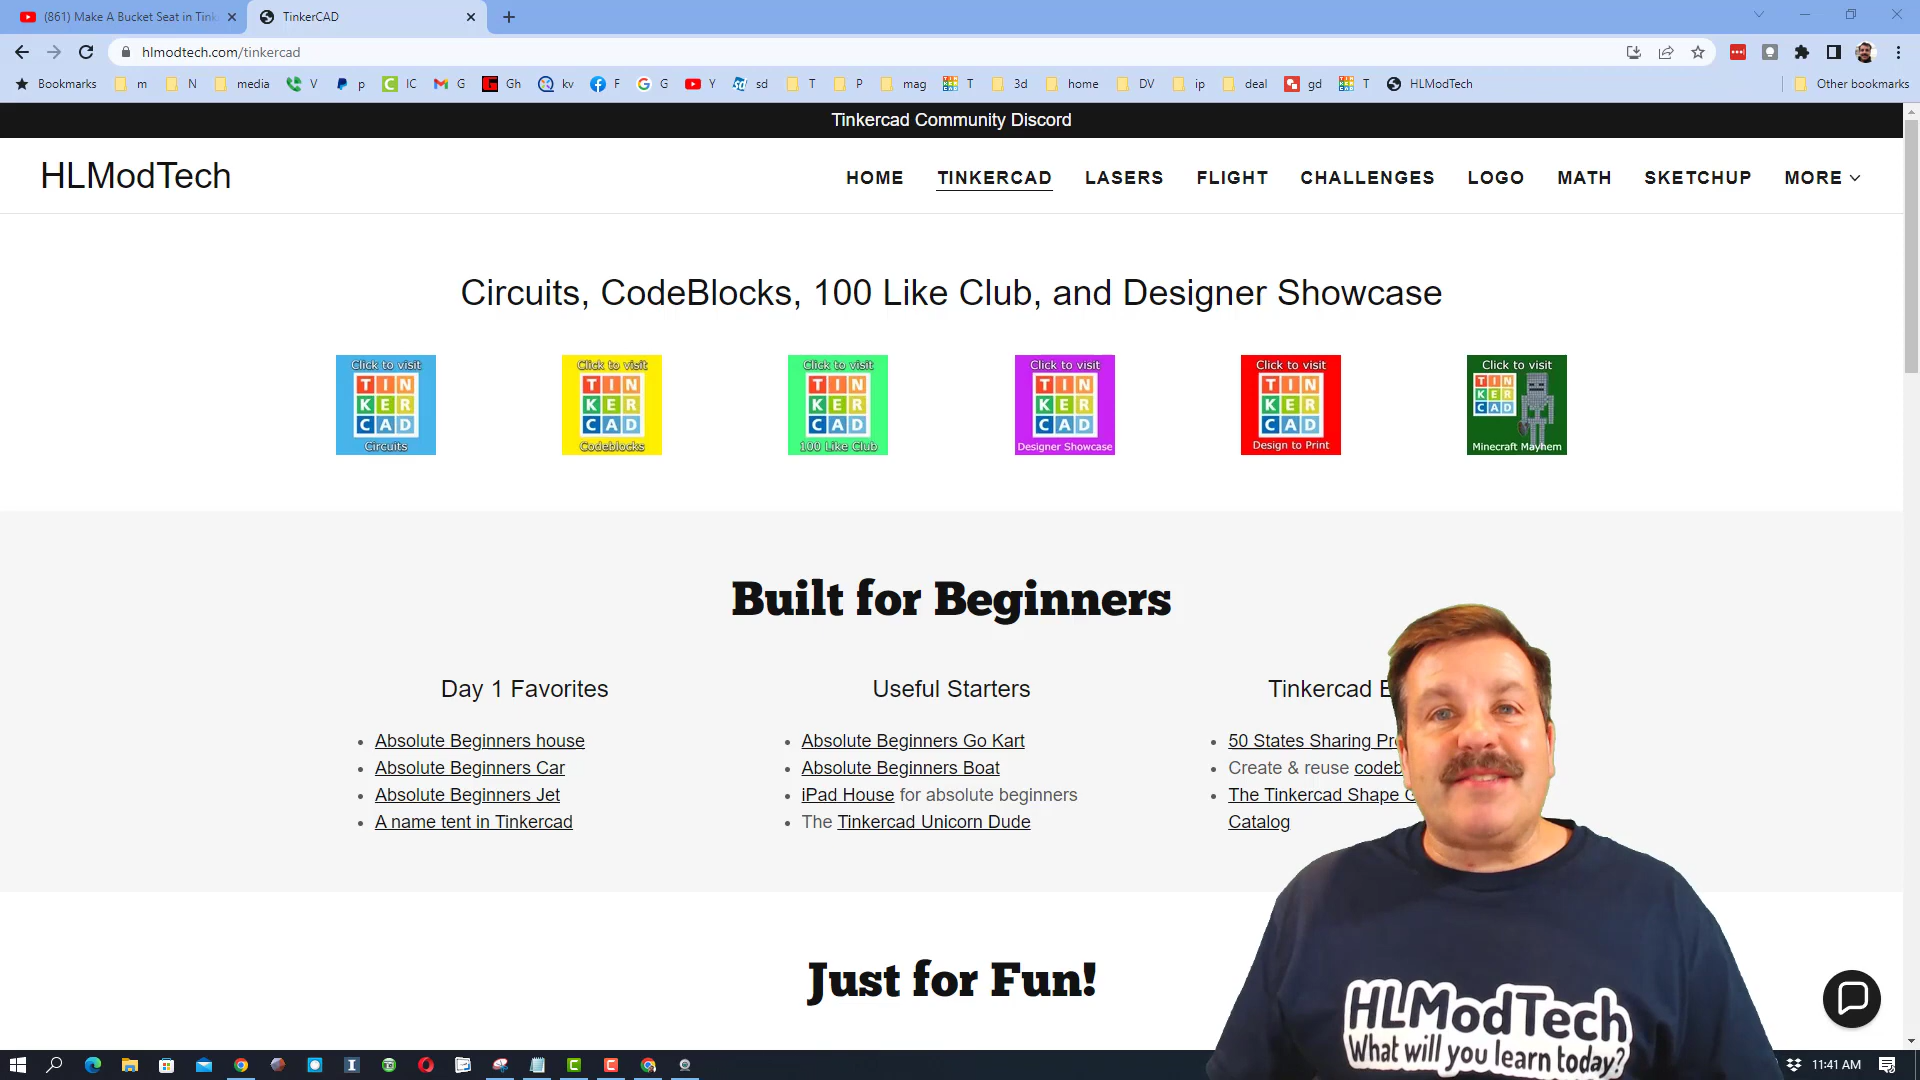 (861) Make A Bucket Seat in Tink
TinkerCAD
hlmodtech.com/tinkercad
Bookmarks m N media V p IC G Gh kv F G Y sd T P mag T 3d home DV ip deal gd T HLModTech Other bookmarks
Tinkercad Community Discord
HLModTech
HOME TINKERCAD LASERS FLIGHT CHALLENGES LOGO MATH SKETCHUP MORE
Circuits, CodeBlocks, 100 Like Club, and Designer Showcase
Click to visit
TIN
KER
CAD
Circuits
Click to visit
TIN
KER
CAD
Codeblocks
Click to visit
TIN
KER
CAD
100 Like Club
Click to visit
TIN
KER
CAD
Designer Showcase
Click to visit
TIN
KER
CAD
Design to Print
Click to visit
TIN
KER
CAD
Minecraft Mayhem
Built for Beginners
Day 1 Favorites
Absolute Beginners house
Absolute Beginners Car
Absolute Beginners Jet
A name tent in Tinkercad
Useful Starters
Absolute Beginners Go Kart
Absolute Beginners Boat
iPad House for absolute beginners
The Tinkercad Unicorn Dude
Tinkercad
50 States Sharing
Create & reuse
The Tinkercad Shape
Catalog
Just for Fun!
HLModTech
What will you learn today?
11:41 AM